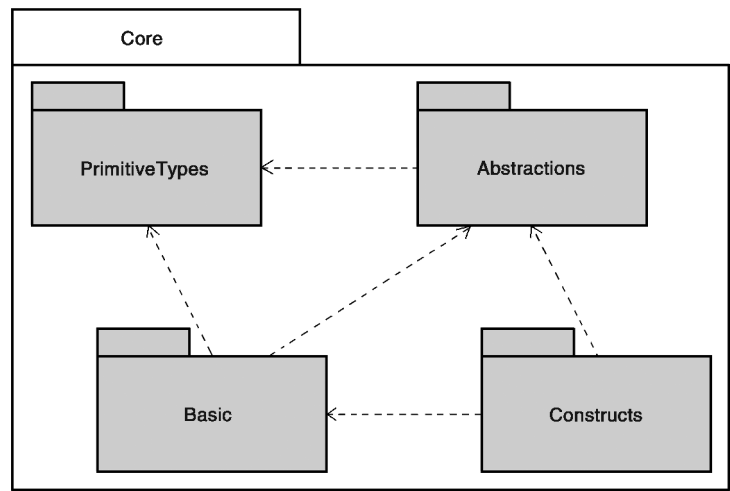 Core
PrimitiveTypes
Abstractions
Basic
Constructs